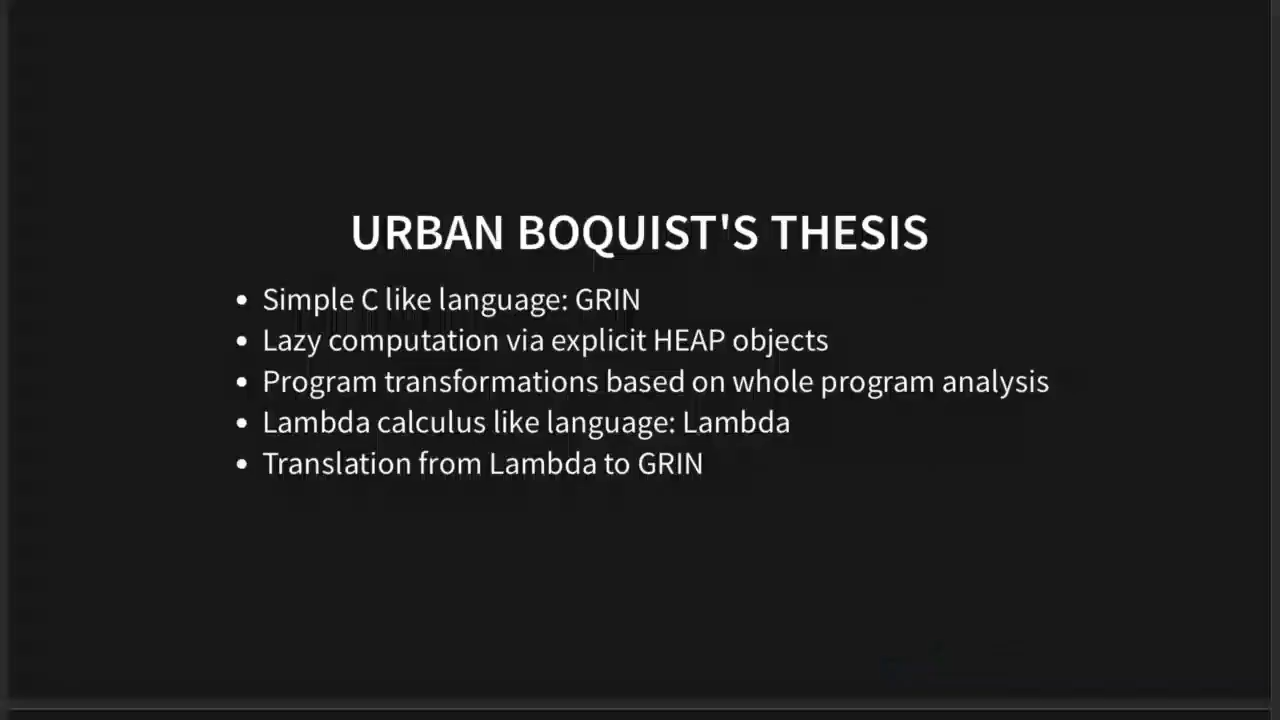 URBAN BOQUIST'S THESIS
• Simple C like language: GRIN
• Lazy computation via explicit HEAP objects
• Program transformations based on whole program analysis
• Lambda calculus like language: Lambda
• Translation from Lambda to GRIN